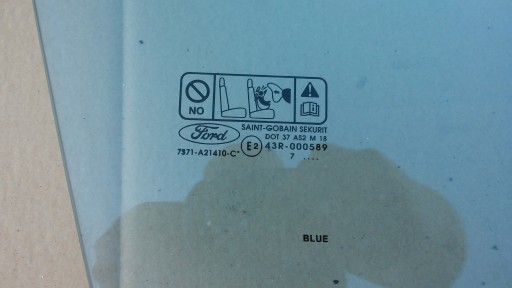 NO
Ford
SAINT-GOBAIN SEKURIT
DOT 37 AS2 M 18
7S71-A21410-C*
E2
43R-000589
7 ....
BLUE